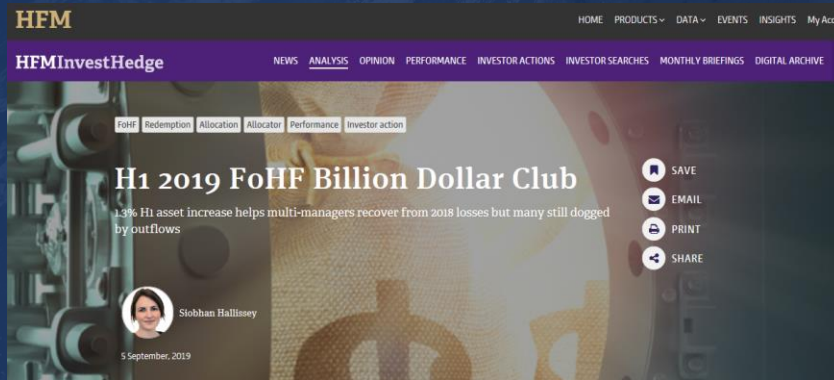 HFM
HOME PRODUCTS DATA EVENTS INSIGHTS My Acc
HFMInvestHedge
NEWS ANALYSIS OPINION PERFORMANCE INVESTOR ACTIONS INVESTOR SEARCHES MONTHLY BRIEFINGS DIGITAL ARCHIVE
FoHF Redemption Allocation Allocator Performance Investor action
H1 2019 FoHF Billion Dollar Club
1.3% H1 asset increase helps multi-managers recover from 2018 losses but many still dogged
by outflows
SAVE
EMAIL
PRINT
SHARE
Siobhan Hallissey
5 September, 2019